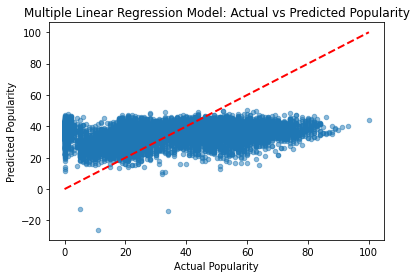 Multiple Linear Regression Model: Actual vs Predicted Popularity
100
80
60
40
20
0
−20
Predicted Popularity
0 20 40 60 80 100
Actual Popularity